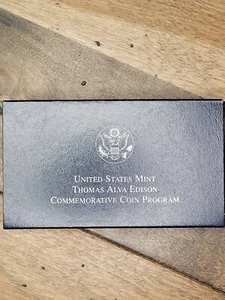 United States Mint
Thomas Alva Edison
Commemorative Coin Program